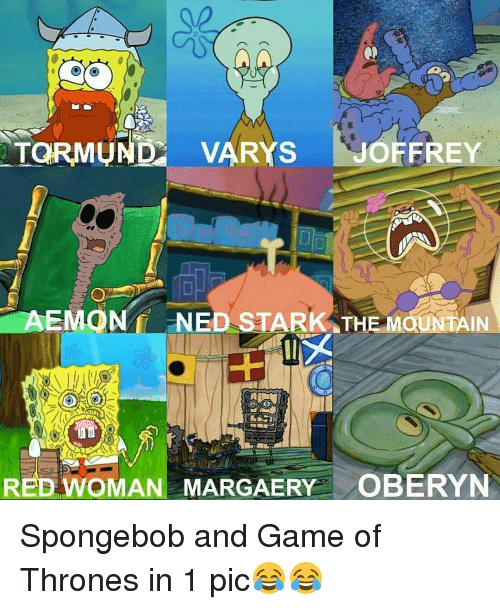 TORMUND VARYS JOFFREY
AEMON NED STARK THE MOUNTAIN
RED WOMAN MARGAERY OBERYN
Spongebob and Game of
Thrones in 1 pic😂😂